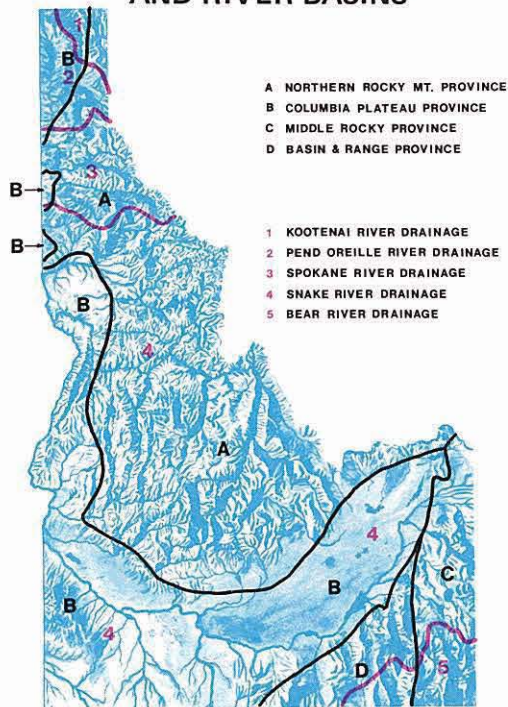 AND RIVER BASINS
A NORTHERN ROCKY MT. PROVINCE
B COLUMBIA PLATEAU PROVINCE
C MIDDLE ROCKY PROVINCE
D BASIN & RANGE PROVINCE
1 KOOTENAI RIVER DRAINAGE
2 PEND OREILLE RIVER DRAINAGE
3 SPOKANE RIVER DRAINAGE
4 SNAKE RIVER DRAINAGE
5 BEAR RIVER DRAINAGE
1
B
2
3
B
A
B
B
4
A
4
B
C
B
4
D
5